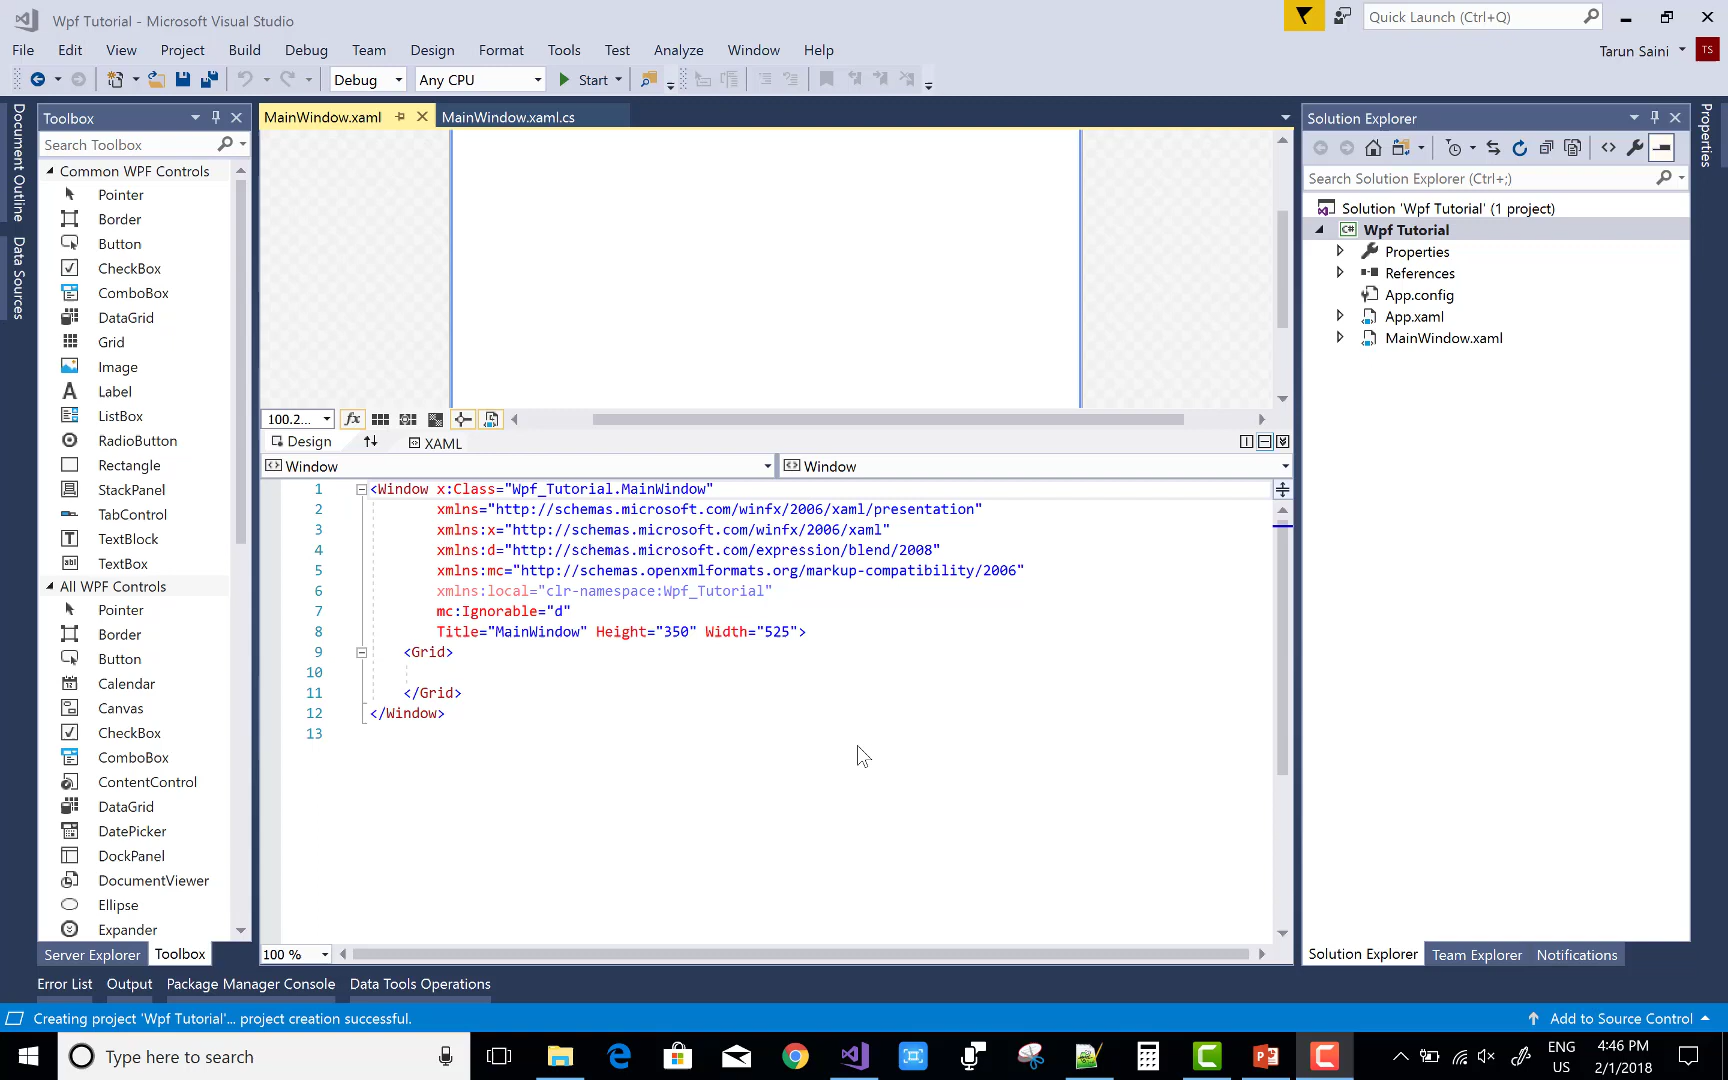 Wpf Tutorial - Microsoft Visual Studio
Quick Launch (Ctrl+Q)
File Edit View Project Build Debug Team Design Format Tools Test Analyze Window Help
Tarun Saini TS
Debug Any CPU Start
Document Outline
Data Sources
Toolbox
Search Toolbox
Common WPF Controls
Pointer
Border
Button
CheckBox
ComboBox
DataGrid
Grid
Image
Label
ListBox
RadioButton
Rectangle
StackPanel
TabControl
TextBlock
TextBox
All WPF Controls
Pointer
Border
Button
Calendar
Canvas
CheckBox
ComboBox
ContentControl
DataGrid
DatePicker
DockPanel
DocumentViewer
Ellipse
Expander
Server Explorer Toolbox
MainWindow.xaml MainWindow.xaml.cs
100.2...
Design XAML
Window Window
1 <Window x:Class="Wpf_Tutorial.MainWindow"
2 xmlns="http://schemas.microsoft.com/winfx/2006/xaml/presentation"
3 xmlns:x="http://schemas.microsoft.com/winfx/2006/xaml"
4 xmlns:d="http://schemas.microsoft.com/expression/blend/2008"
5 xmlns:mc="http://schemas.openxmlformats.org/markup-compatibility/2006"
6 xmlns:local="clr-namespace:Wpf_Tutorial"
7 mc:Ignorable="d"
8 Title="MainWindow" Height="350" Width="525">
9 <Grid>
10
11 </Grid>
12 </Window>
13
100 %
Solution Explorer
Search Solution Explorer (Ctrl+;)
Solution 'Wpf Tutorial' (1 project)
C# Wpf Tutorial
Properties
References
App.config
App.xaml
MainWindow.xaml
Solution Explorer Team Explorer Notifications
Properties
Error List Output Package Manager Console Data Tools Operations
Creating project 'Wpf Tutorial'... project creation successful.
Add to Source Control
Type here to search
ENG
US
4:46 PM
2/1/2018